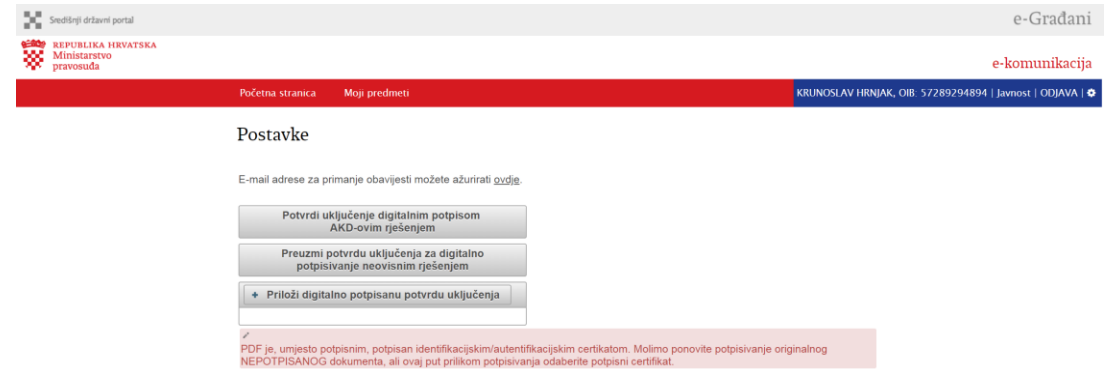 Središnji državni portal
e-Građani
REPUBLIKA HRVATSKA
Ministarstvo
pravosuđa
e-komunikacija
Početna stranica Moji predmeti KRUNOSLAV HRNJAK, OIB: 57289294894 | Javnost | ODJAVA |
Postavke
E-mail adrese za primanje obavijesti možete ažurirati ovdje.
Potvrdi uključenje digitalnim potpisom
AKD-ovim rješenjem
Preuzmi potvrdu uključenja za digitalno
potpisivanje neovisnim rješenjem
+ Priloži digitalno potpisanu potvrdu uključenja
PDF je, umjesto potpisnim, potpisan identifikacijskim/autentifikacijskim certikatom. Molimo ponovite potpisivanje originalnog
NEPOTPISANOG dokumenta, ali ovaj put prilikom potpisivanja odaberite potpisni certifikat.